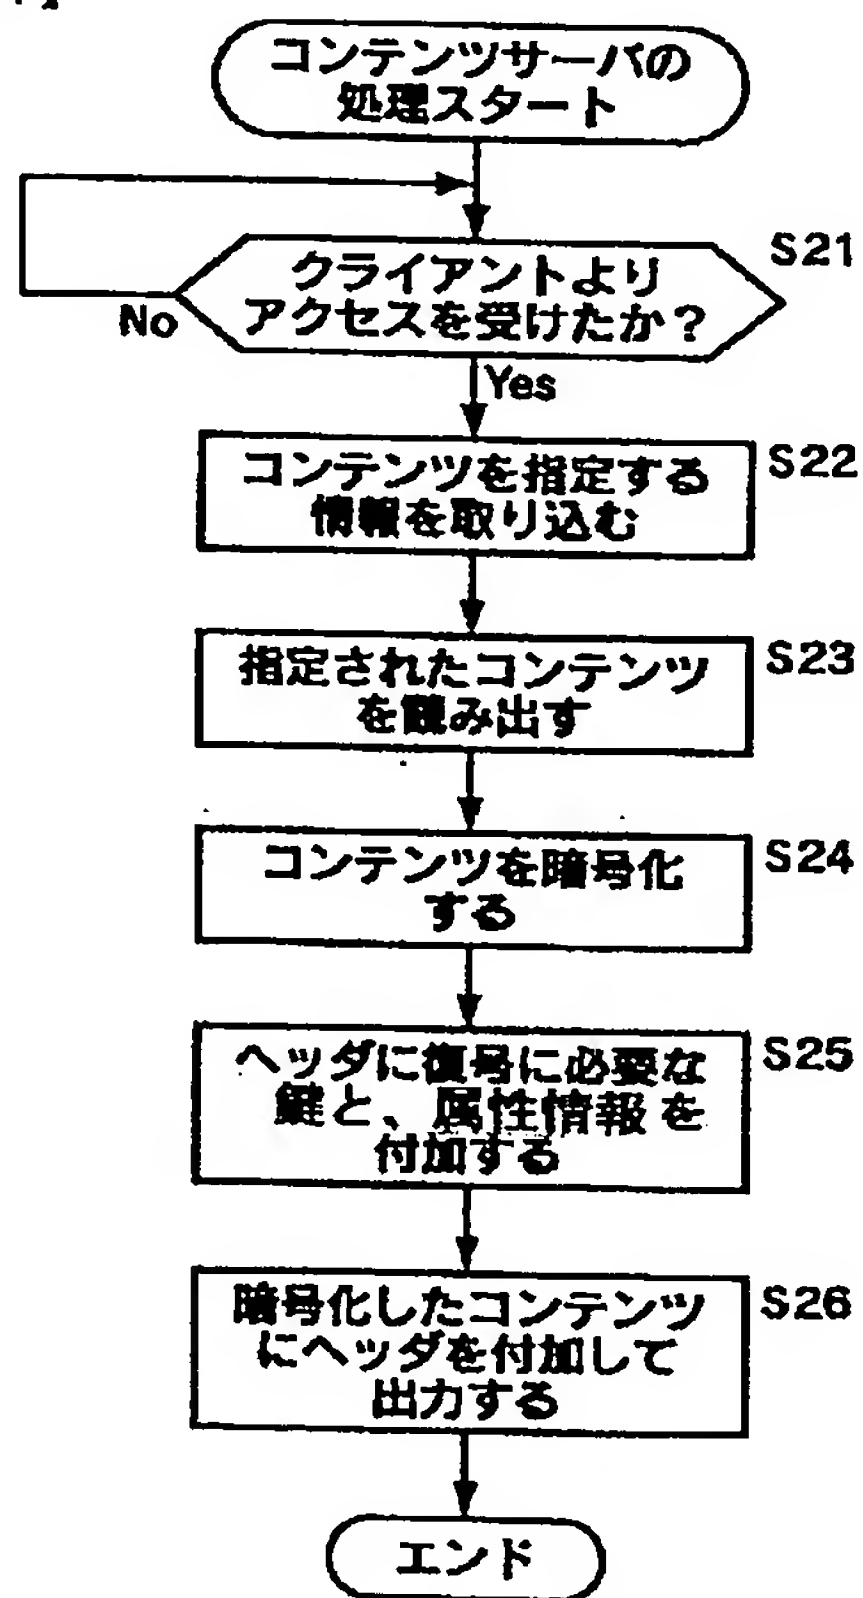 コンテンツサーバの
処理スタート
S21
クライアントより
アクセスを受けたか？
No
Yes
S22
コンテンツを指定する
情報を取り込む
S23
指定されたコンテンツ
を読み出す
S24
コンテンツを暗号化
する
S25
ヘッダに復号に必要な
鍵と、属性情報を
付加する
S26
暗号化したコンテンツ
にヘッダを付加して
出力する
エンド